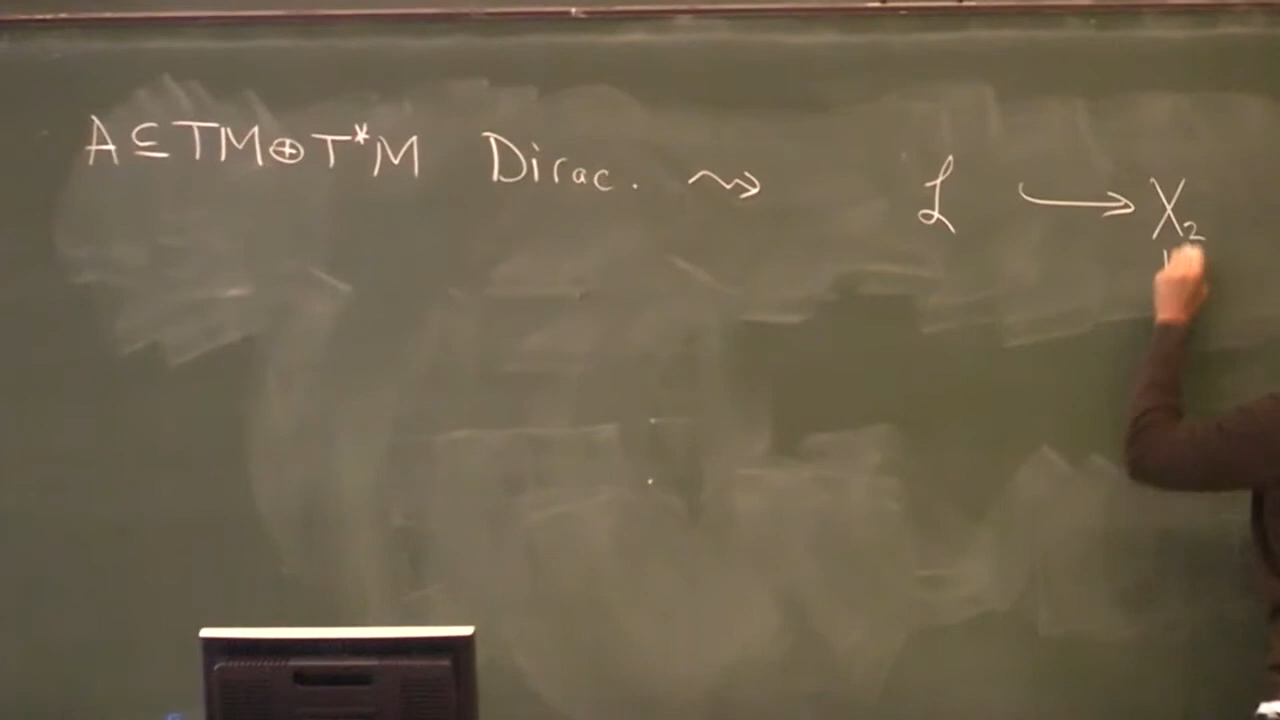 A ⊆ TM ⊕ T*M Dirac. ⇝ ℒ ↪ X₂